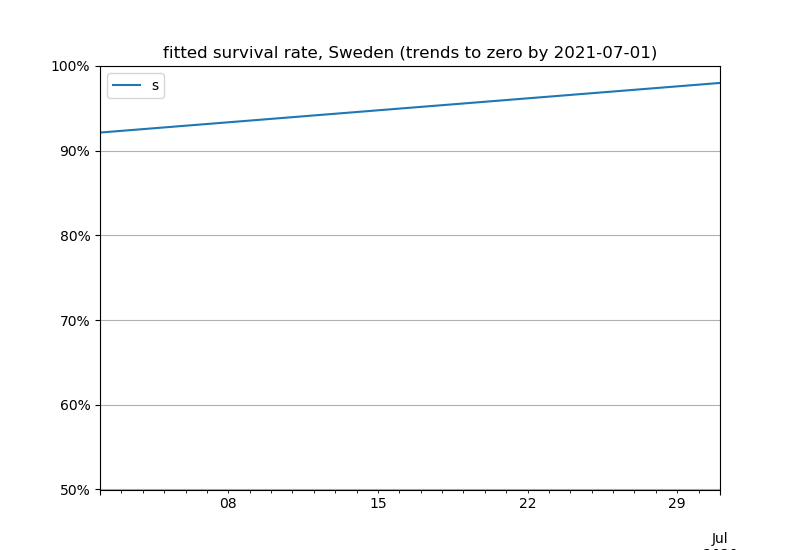 fitted survival rate, Sweden (trends to zero by 2021-07-01)
100%
s
90%
80%
70%
60%
50%
08 15 22 29
Jul